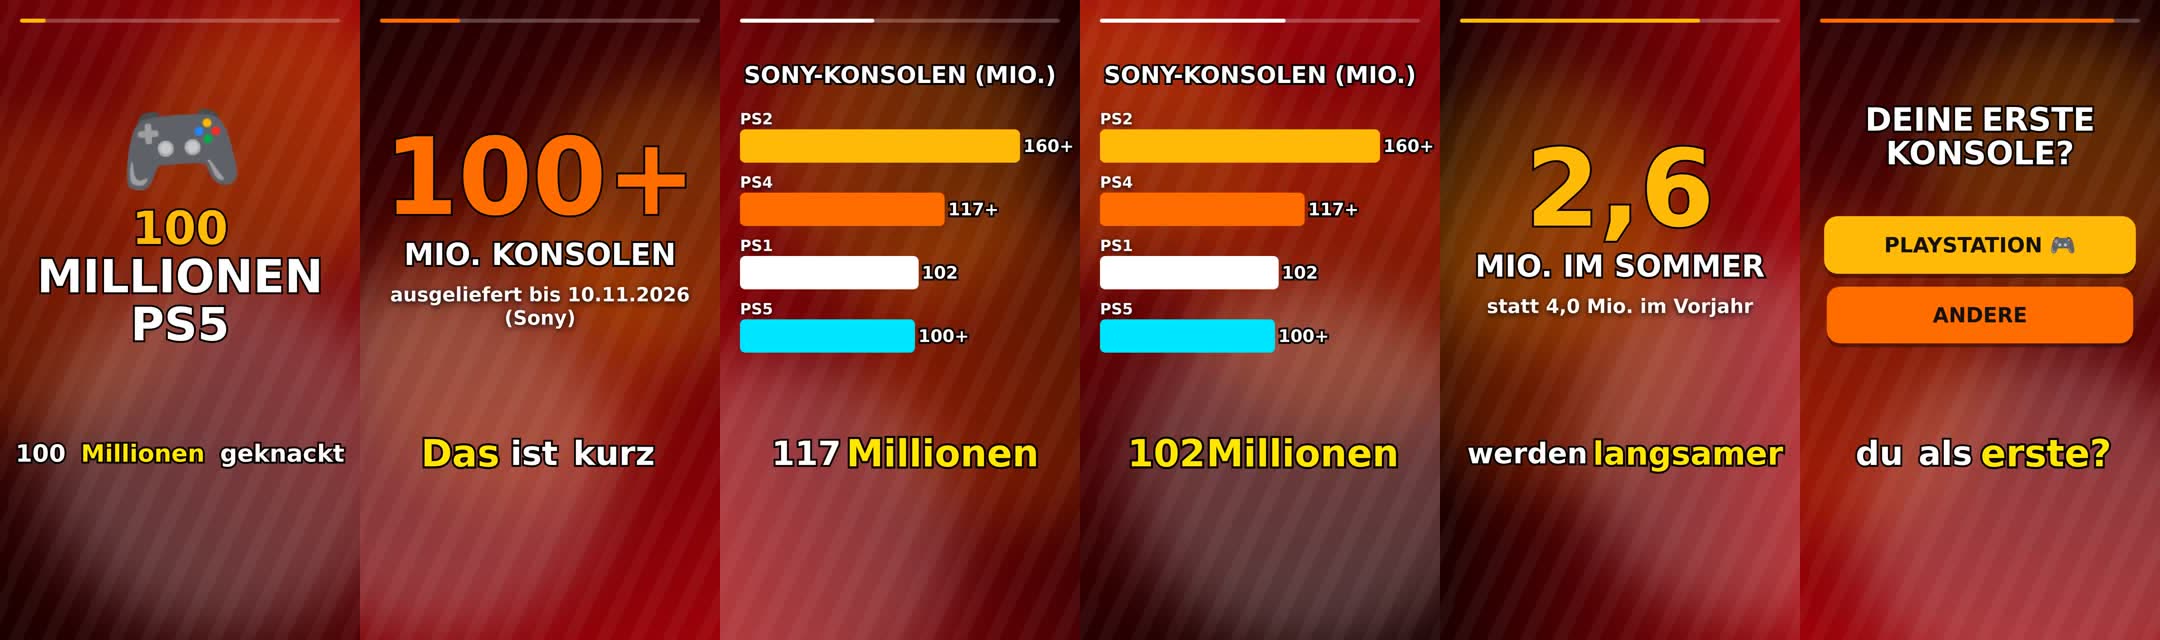 100
MILLIONEN
PS5
100 Millionen geknackt
100+
MIO. KONSOLEN
ausgeliefert bis 10.11.2026
(Sony)
Das ist kurz
SONY-KONSOLEN (MIO.)
PS2
160+
PS4
117+
PS1
102
PS5
100+
117 Millionen
SONY-KONSOLEN (MIO.)
PS2
160+
PS4
117+
PS1
102
PS5
100+
102Millionen
2,6
MIO. IM SOMMER
statt 4,0 Mio. im Vorjahr
werden langsamer
DEINE ERSTE
KONSOLE?
PLAYSTATION 🎮
ANDERE
du als erste?